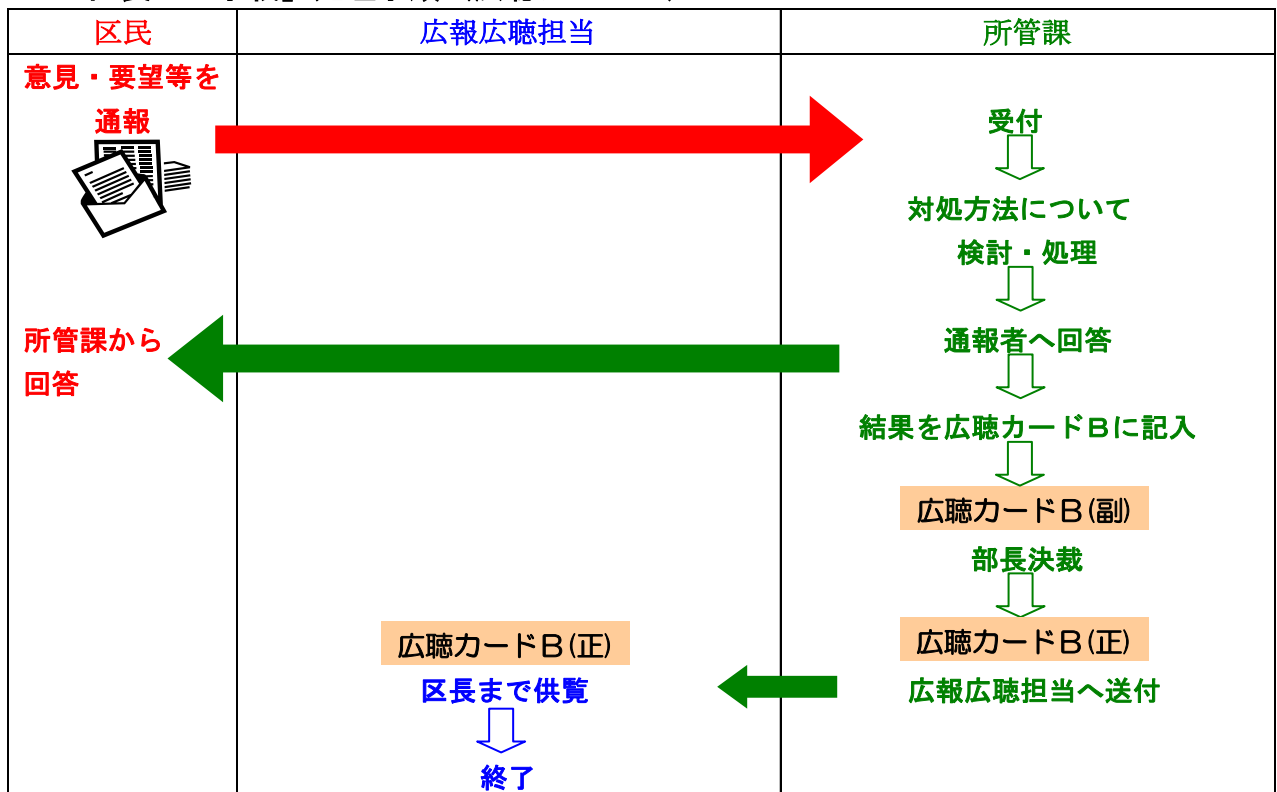 区民
広報広聴担当
所管課
意見・要望等を
通報
受付
対処方法について
検討・処理
所管課から
回答
通報者へ回答
結果を広聴カードＢに記入
広聴カードＢ(副)
部長決裁
広聴カードＢ(正)
広聴カードＢ(正)
区長まで供覧
広報広聴担当へ送付
終了